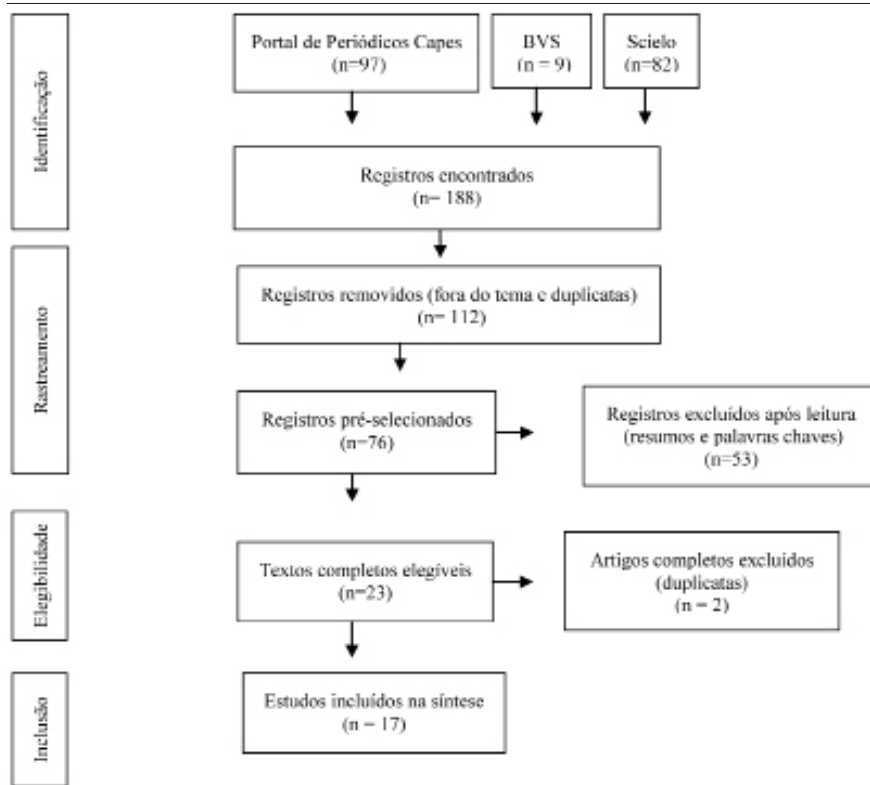 Identificação
Portal de Periódicos Capes
(n=97)
BVS
(n = 9)
Scielo
(n=82)
Registros encontrados
(n= 188)
Rastreamento
Registros removidos (fora do tema e duplicatas)
(n= 112)
Registros pré-selecionados
(n=76)
Registros excluídos após leitura
(resumos e palavras chaves)
(n=53)
Elegibilidade
Textos completos elegíveis
(n=23)
Artigos completos excluídos
(duplicatas)
(n = 2)
Inclusão
Estudos incluídos na síntese
(n = 17)